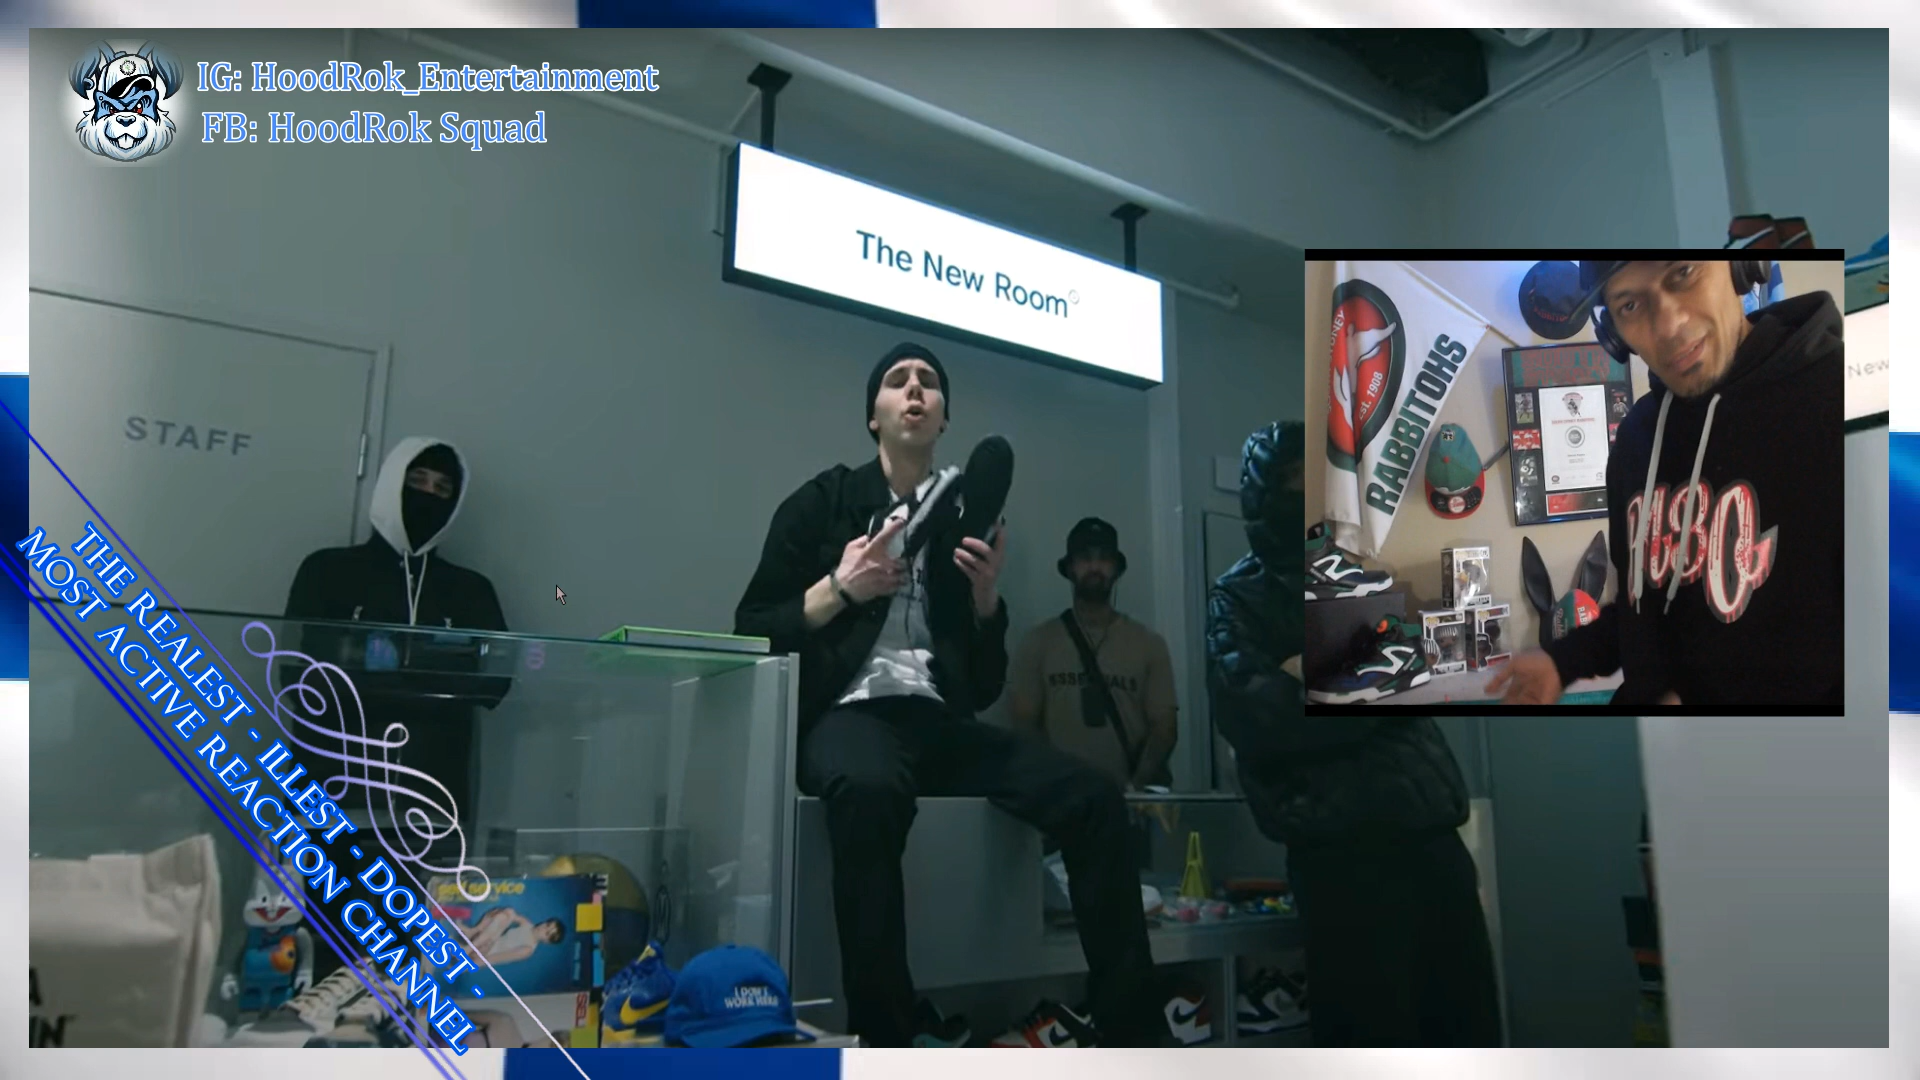 IG: HoodRok_Entertainment
FB: HoodRok Squad
The New Room
STAFF
RABBITOHS
Est. 1908
New
ESSENTIALS
THE REALEST - ILLEST - DOPEST -
MOST ACTIVE REACTION CHANNEL
self service
I DON'T
WORK HERE